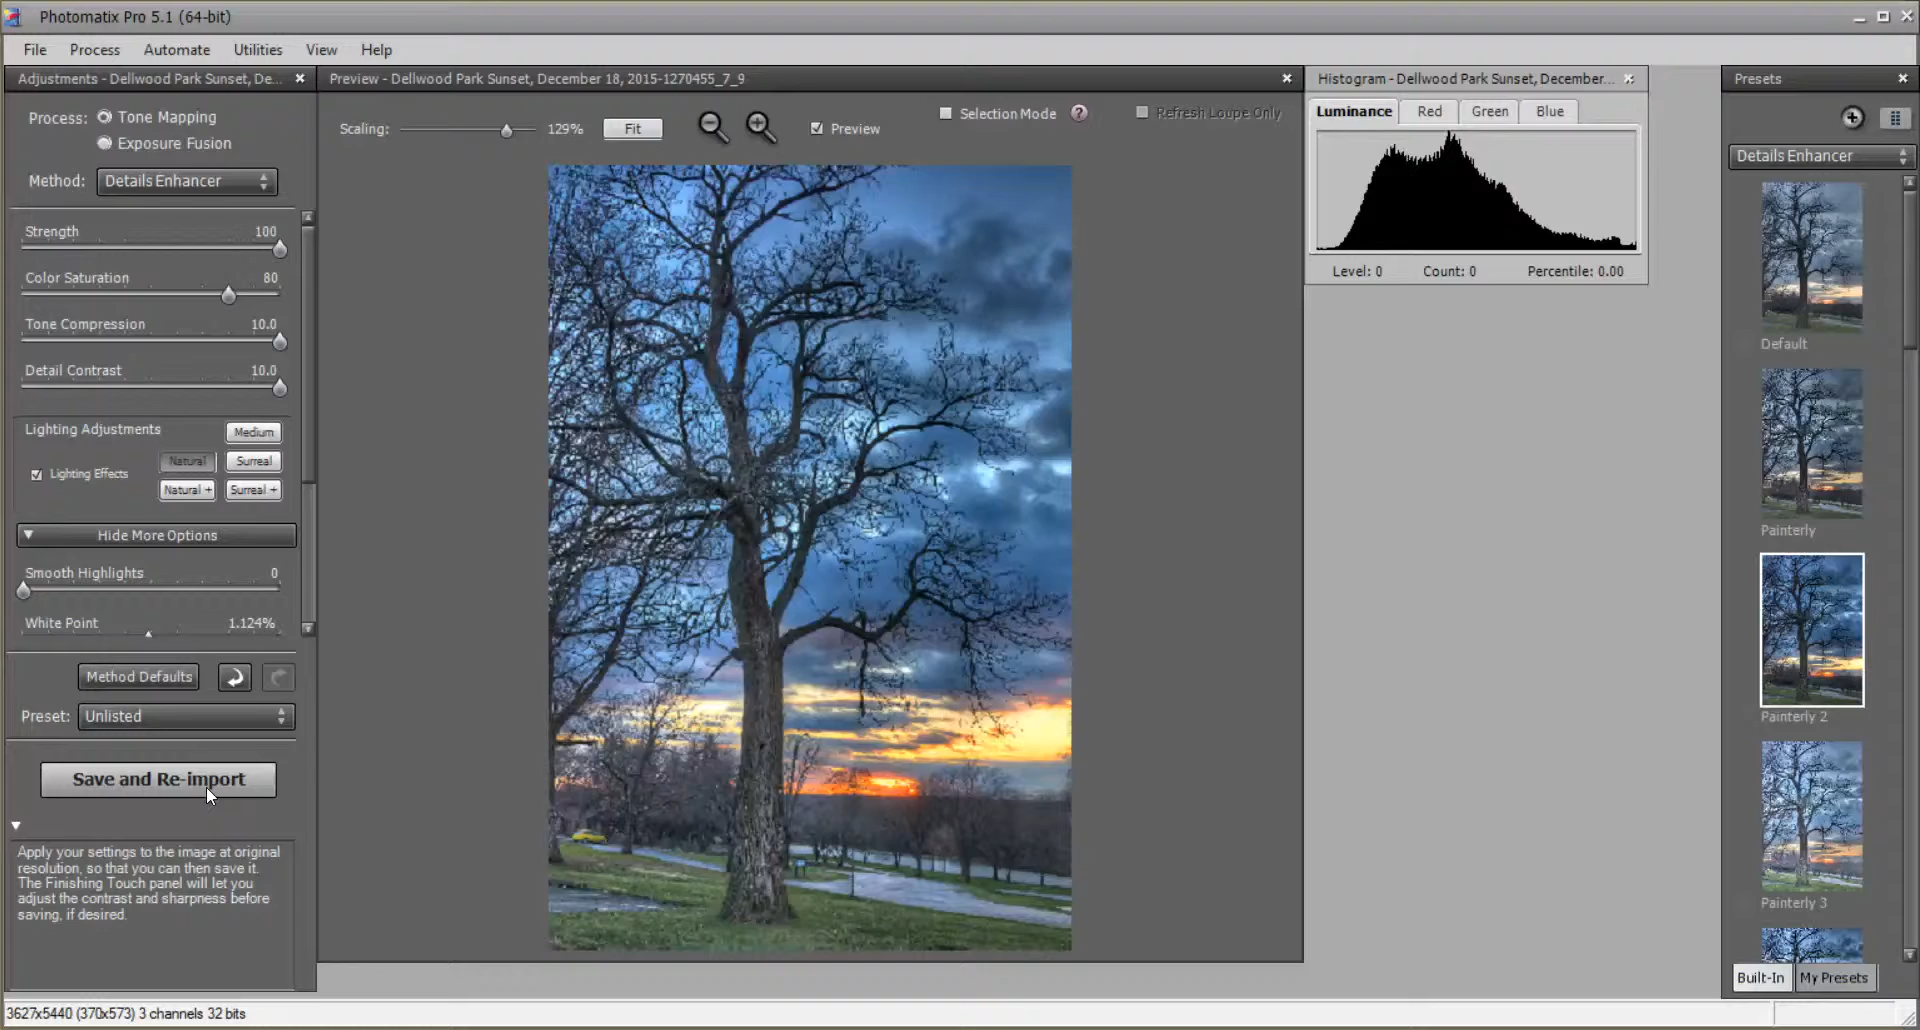 Photomatix Pro 5.1 (64-bit)
File Process Automate Utilities View Help
Adjustments - Dellwood Park Sunset, De...
Process: Tone Mapping
Exposure Fusion
Method: Details Enhancer
Strength 100
Color Saturation 80
Tone Compression 10.0
Detail Contrast 10.0
Lighting Adjustments
Medium
Lighting Effects
Natural Surreal
Natural + Surreal +
Hide More Options
Smooth Highlights 0
White Point 1.124%
Method Defaults
Preset: Unlisted
Save and Re-import
Apply your settings to the image at original
resolution, so that you can then save it.
The Finishing Touch panel will let you
adjust the contrast and sharpness before
saving, if desired.
Preview - Dellwood Park Sunset, December 18, 2015-1270455_7_9
Scaling: 129% Fit Preview Selection Mode ? Refresh Loupe Only
Histogram - Dellwood Park Sunset, December...
Luminance Red Green Blue
Level: 0 Count: 0 Percentile: 0.00
Presets
Details Enhancer
Default
Painterly
Painterly 2
Painterly 3
Built-In My Presets
3627x5440 (370x573) 3 channels 32 bits